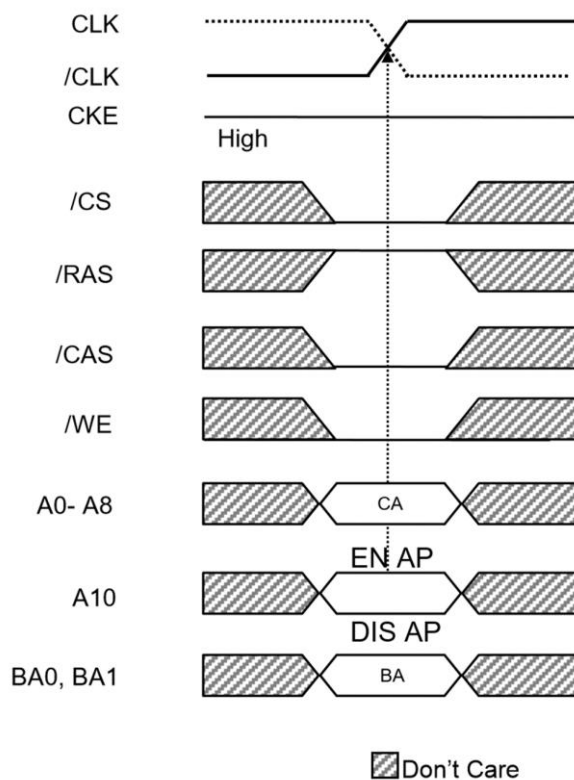 CLK
/CLK
CKE
High
/CS
/RAS
/CAS
/WE
A0- A8
CA
EN AP
A10
DIS AP
BA0, BA1
BA
Don't Care